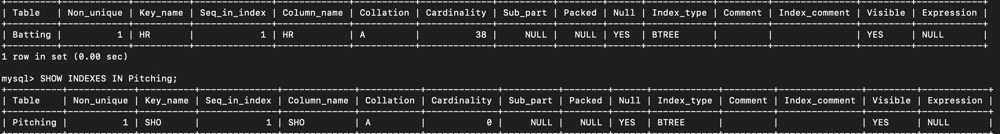 +---------+------------+----------+--------------+-------------+-----------+-------------+----------+--------+------+------------+---------+---------------+---------+------------+
| Table   | Non_unique | Key_name | Seq_in_index | Column_name | Collation | Cardinality | Sub_part | Packed | Null | Index_type | Comment | Index_comment | Visible | Expression |
+---------+------------+----------+--------------+-------------+-----------+-------------+----------+--------+------+------------+---------+---------------+---------+------------+
| Batting |          1 | HR       |            1 | HR          | A         |          38 |     NULL |   NULL | YES  | BTREE      |         |               | YES     | NULL       |
+---------+------------+----------+--------------+-------------+-----------+-------------+----------+--------+------+------------+---------+---------------+---------+------------+
1 row in set (0.00 sec)

mysql> SHOW INDEXES IN Pitching;
+----------+------------+----------+--------------+-------------+-----------+-------------+----------+--------+------+------------+---------+---------------+---------+------------+
| Table    | Non_unique | Key_name | Seq_in_index | Column_name | Collation | Cardinality | Sub_part | Packed | Null | Index_type | Comment | Index_comment | Visible | Expression |
+----------+------------+----------+--------------+-------------+-----------+-------------+----------+--------+------+------------+---------+---------------+---------+------------+
| Pitching |          1 | SHO      |            1 | SHO         | A         |           0 |     NULL |   NULL | YES  | BTREE      |         |               | YES     | NULL       |
+----------+------------+----------+--------------+-------------+-----------+-------------+----------+--------+------+------------+---------+---------------+---------+------------+